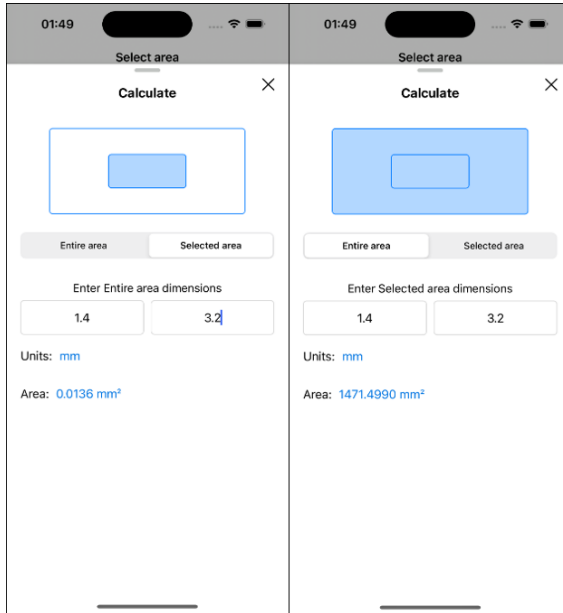 01:49
Select area
Calculate
Entire area
Selected area
Enter Entire area dimensions
1.4
3.2
Units: mm
Area: 0.0136 mm²
01:49
Select area
Calculate
Entire area
Selected area
Enter Selected area dimensions
1.4
3.2
Units: mm
Area: 1471.4990 mm²